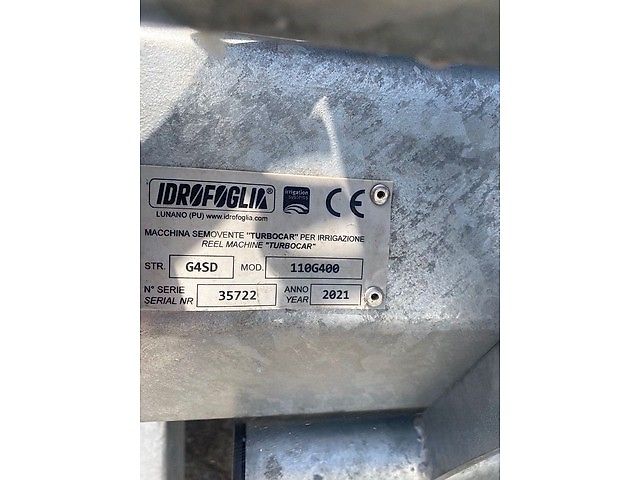 IDROFOGLIA®
irrigation systems
CE
LUNANO (PU) www.idrofoglia.com
MACCHINA SEMOVENTE "TURBOCAR" PER IRRIGAZIONE
REEL MACHINE "TURBOCAR"
STR. G4SD MOD. 110G400
N° SERIE
SERIAL NR 35722
ANNO
YEAR 2021